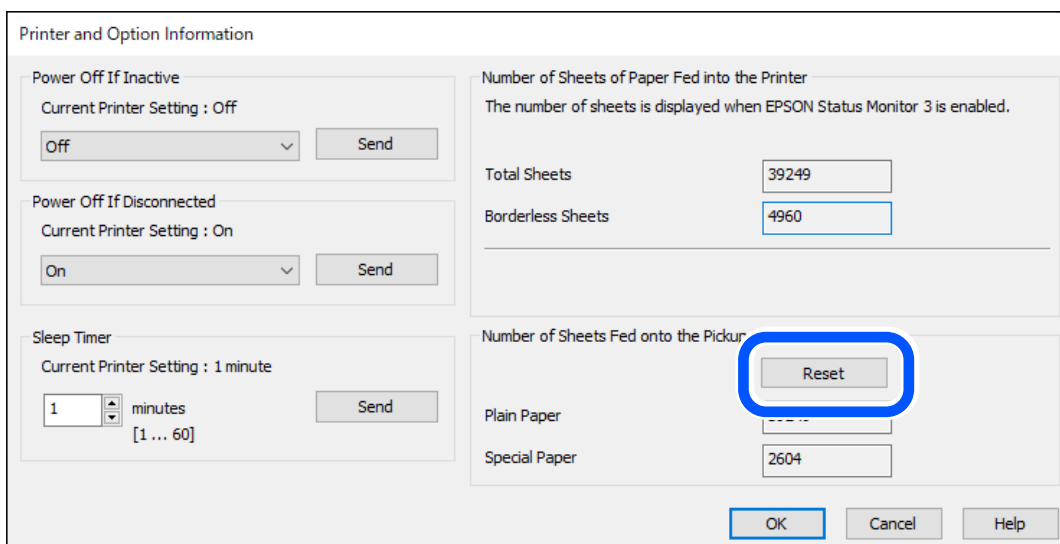 Printer and Option Information
Power Off If Inactive
Current Printer Setting : Off
Off
Send
Power Off If Disconnected
Current Printer Setting : On
On
Send
Sleep Timer
Current Printer Setting : 1 minute
1
minutes
[1 ... 60]
Send
Number of Sheets of Paper Fed into the Printer
The number of sheets is displayed when EPSON Status Monitor 3 is enabled.
Total Sheets
39249
Borderless Sheets
4960
Number of Sheets Fed onto the Pickup
Reset
Plain Paper
Special Paper
2604
OK
Cancel
Help